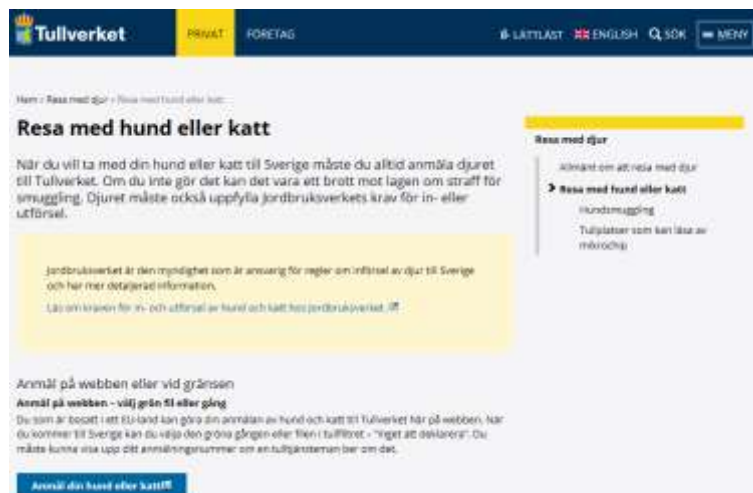 Tullverket
PRIVAT
FÖRETAG
LÄTTLÄST
ENGLISH
SÖK
MENY
Hem › Resa med djur › Resa med hund eller katt
Resa med hund eller katt
När du vill ta med din hund eller katt till Sverige måste du alltid anmäla djuret
till Tullverket. Om du inte gör det kan det vara ett brott mot lagen om straff för
smuggling. Djuret måste också uppfylla Jordbruksverkets krav för in- eller
utförsel.
Jordbruksverket är den myndighet som är ansvarig för regler om införsel av djur till Sverige
och har mer detaljerad information.
Läs om kraven för in- och utförsel av hund och katt hos Jordbruksverket.
Anmäl på webben eller vid gränsen
Anmäl på webben – välj grön fil eller gång
Du som är bosatt i ett EU-land kan göra din anmälan av hund och katt till Tullverket här på webben. När
du kommer till Sverige kan du välja den gröna gången eller filen i tullfiltret – "Inget att deklarera". Du
måste kunna visa upp ditt anmälningsnummer om en tulltjänsteman ber om det.
Anmäl din hund eller katt
Resa med djur
Allmänt om att resa med djur
Resa med hund eller katt
Hundsmuggling
Tullplatser som kan läsa av
mikrochip